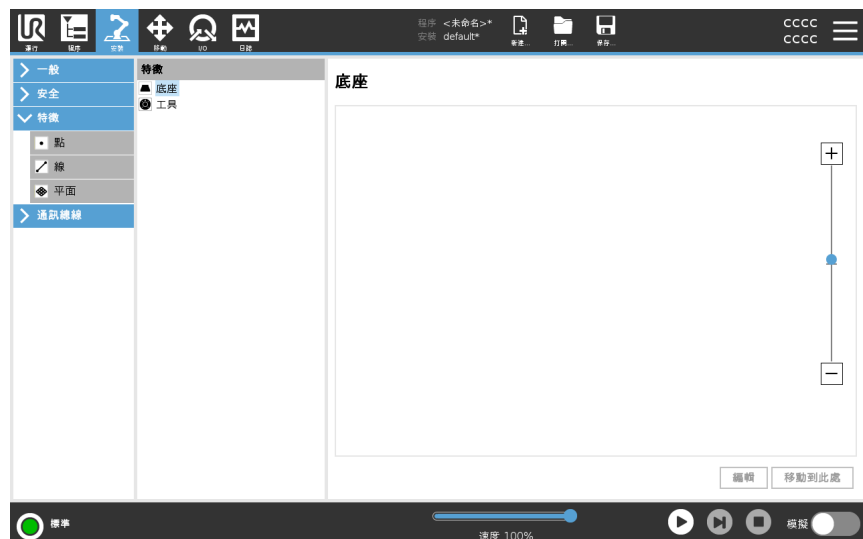 程序 <未命名>*
安裝 default*
運行
程序
安裝
移動
I/O
日誌
新建...
打開...
保存...
CCCC
CCCC
一般
安全
特徵
點
線
平面
通訊總線
特徵
底座
工具
底座
編輯
移動到此處
標準
速度 100%
模擬